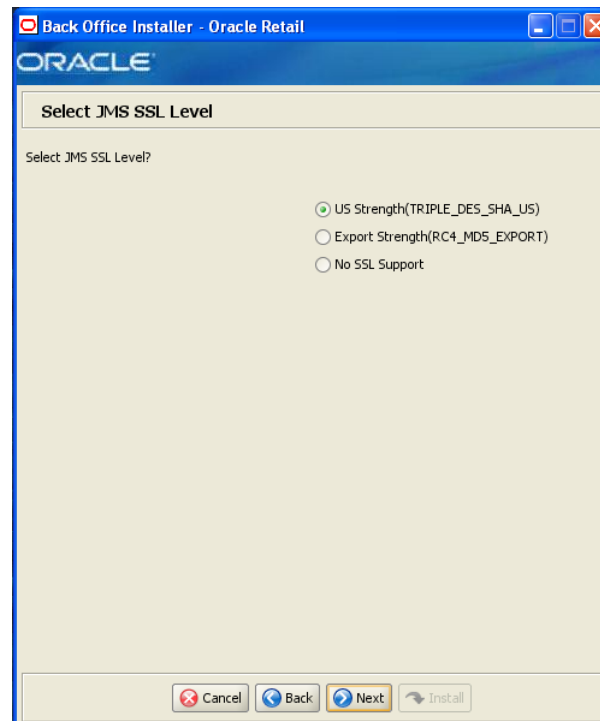 Back Office Installer - Oracle Retail
ORACLE
Select JMS SSL Level
Select JMS SSL Level?
US Strength(TRIPLE_DES_SHA_US)
Export Strength(RC4_MD5_EXPORT)
No SSL Support
Cancel Back Next Install